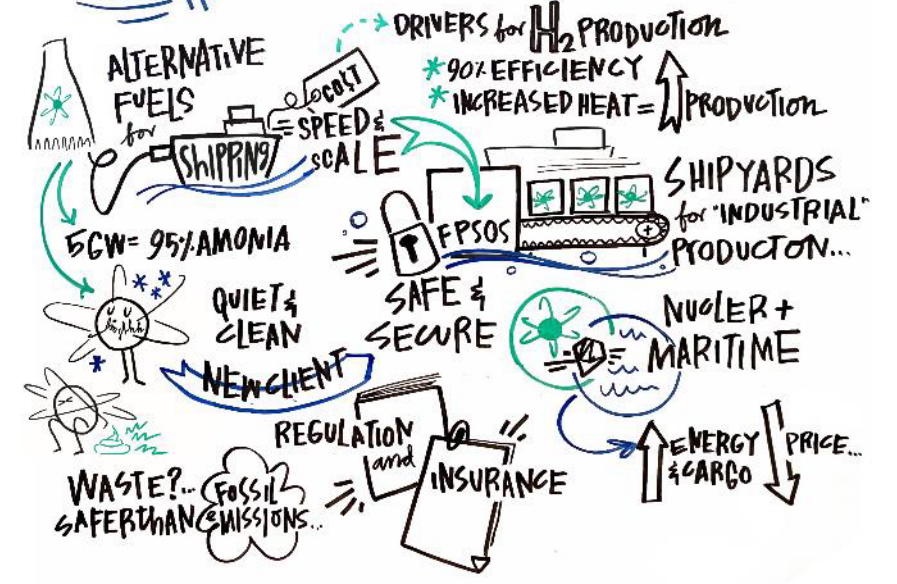 ALTERNATIVE
FUELS
for
SHIPPING
COST
SPEED &
SCALE
DRIVERS for H2 PRODUCTION
* 90% EFFICIENCY
* INCREASED HEAT = PRODUCTION
SHIPYARDS
for "INDUSTRIAL"
PRODUCTON...
FPSOS
5GW = 95% AMONIA
QUIET &
CLEAN
SAFE &
SECURE
NEW CLIENT
NUCLER +
MARITIME
ENERGY
& CARGO
PRICE...
REGULATION
and
INSURANCE
WASTE?...
SAFER THAN
FOSSIL
EMISSIONS...